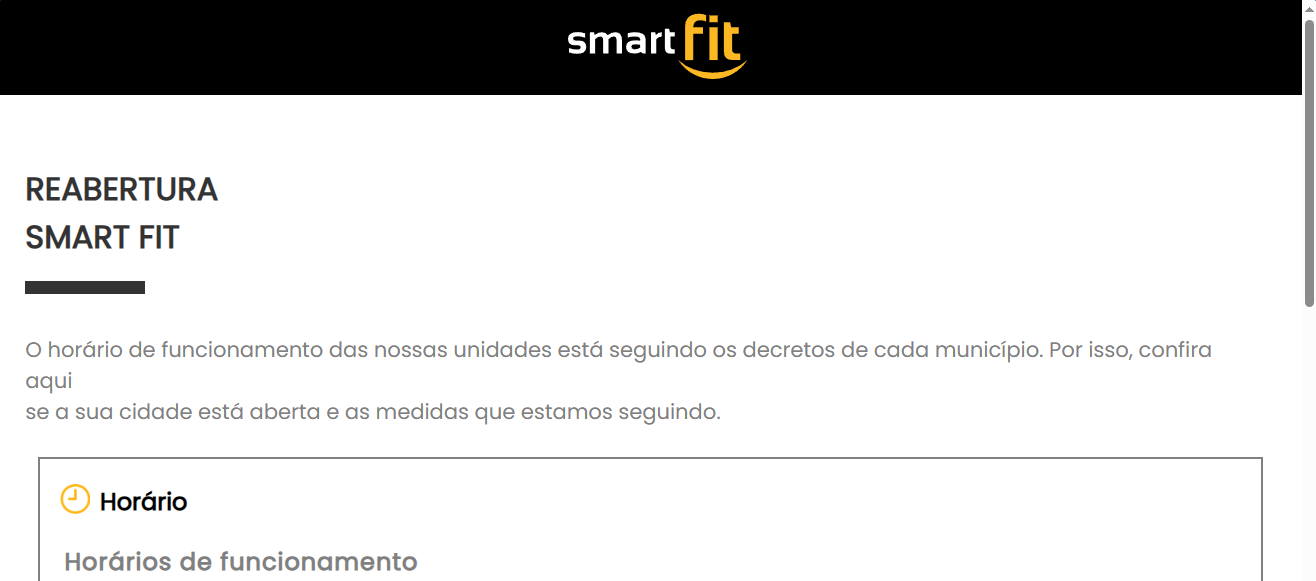 smart fit
REABERTURA
SMART FIT
O horário de funcionamento das nossas unidades está seguindo os decretos de cada município. Por isso, confira
aqui
se a sua cidade está aberta e as medidas que estamos seguindo.
Horário
Horários de funcionamento